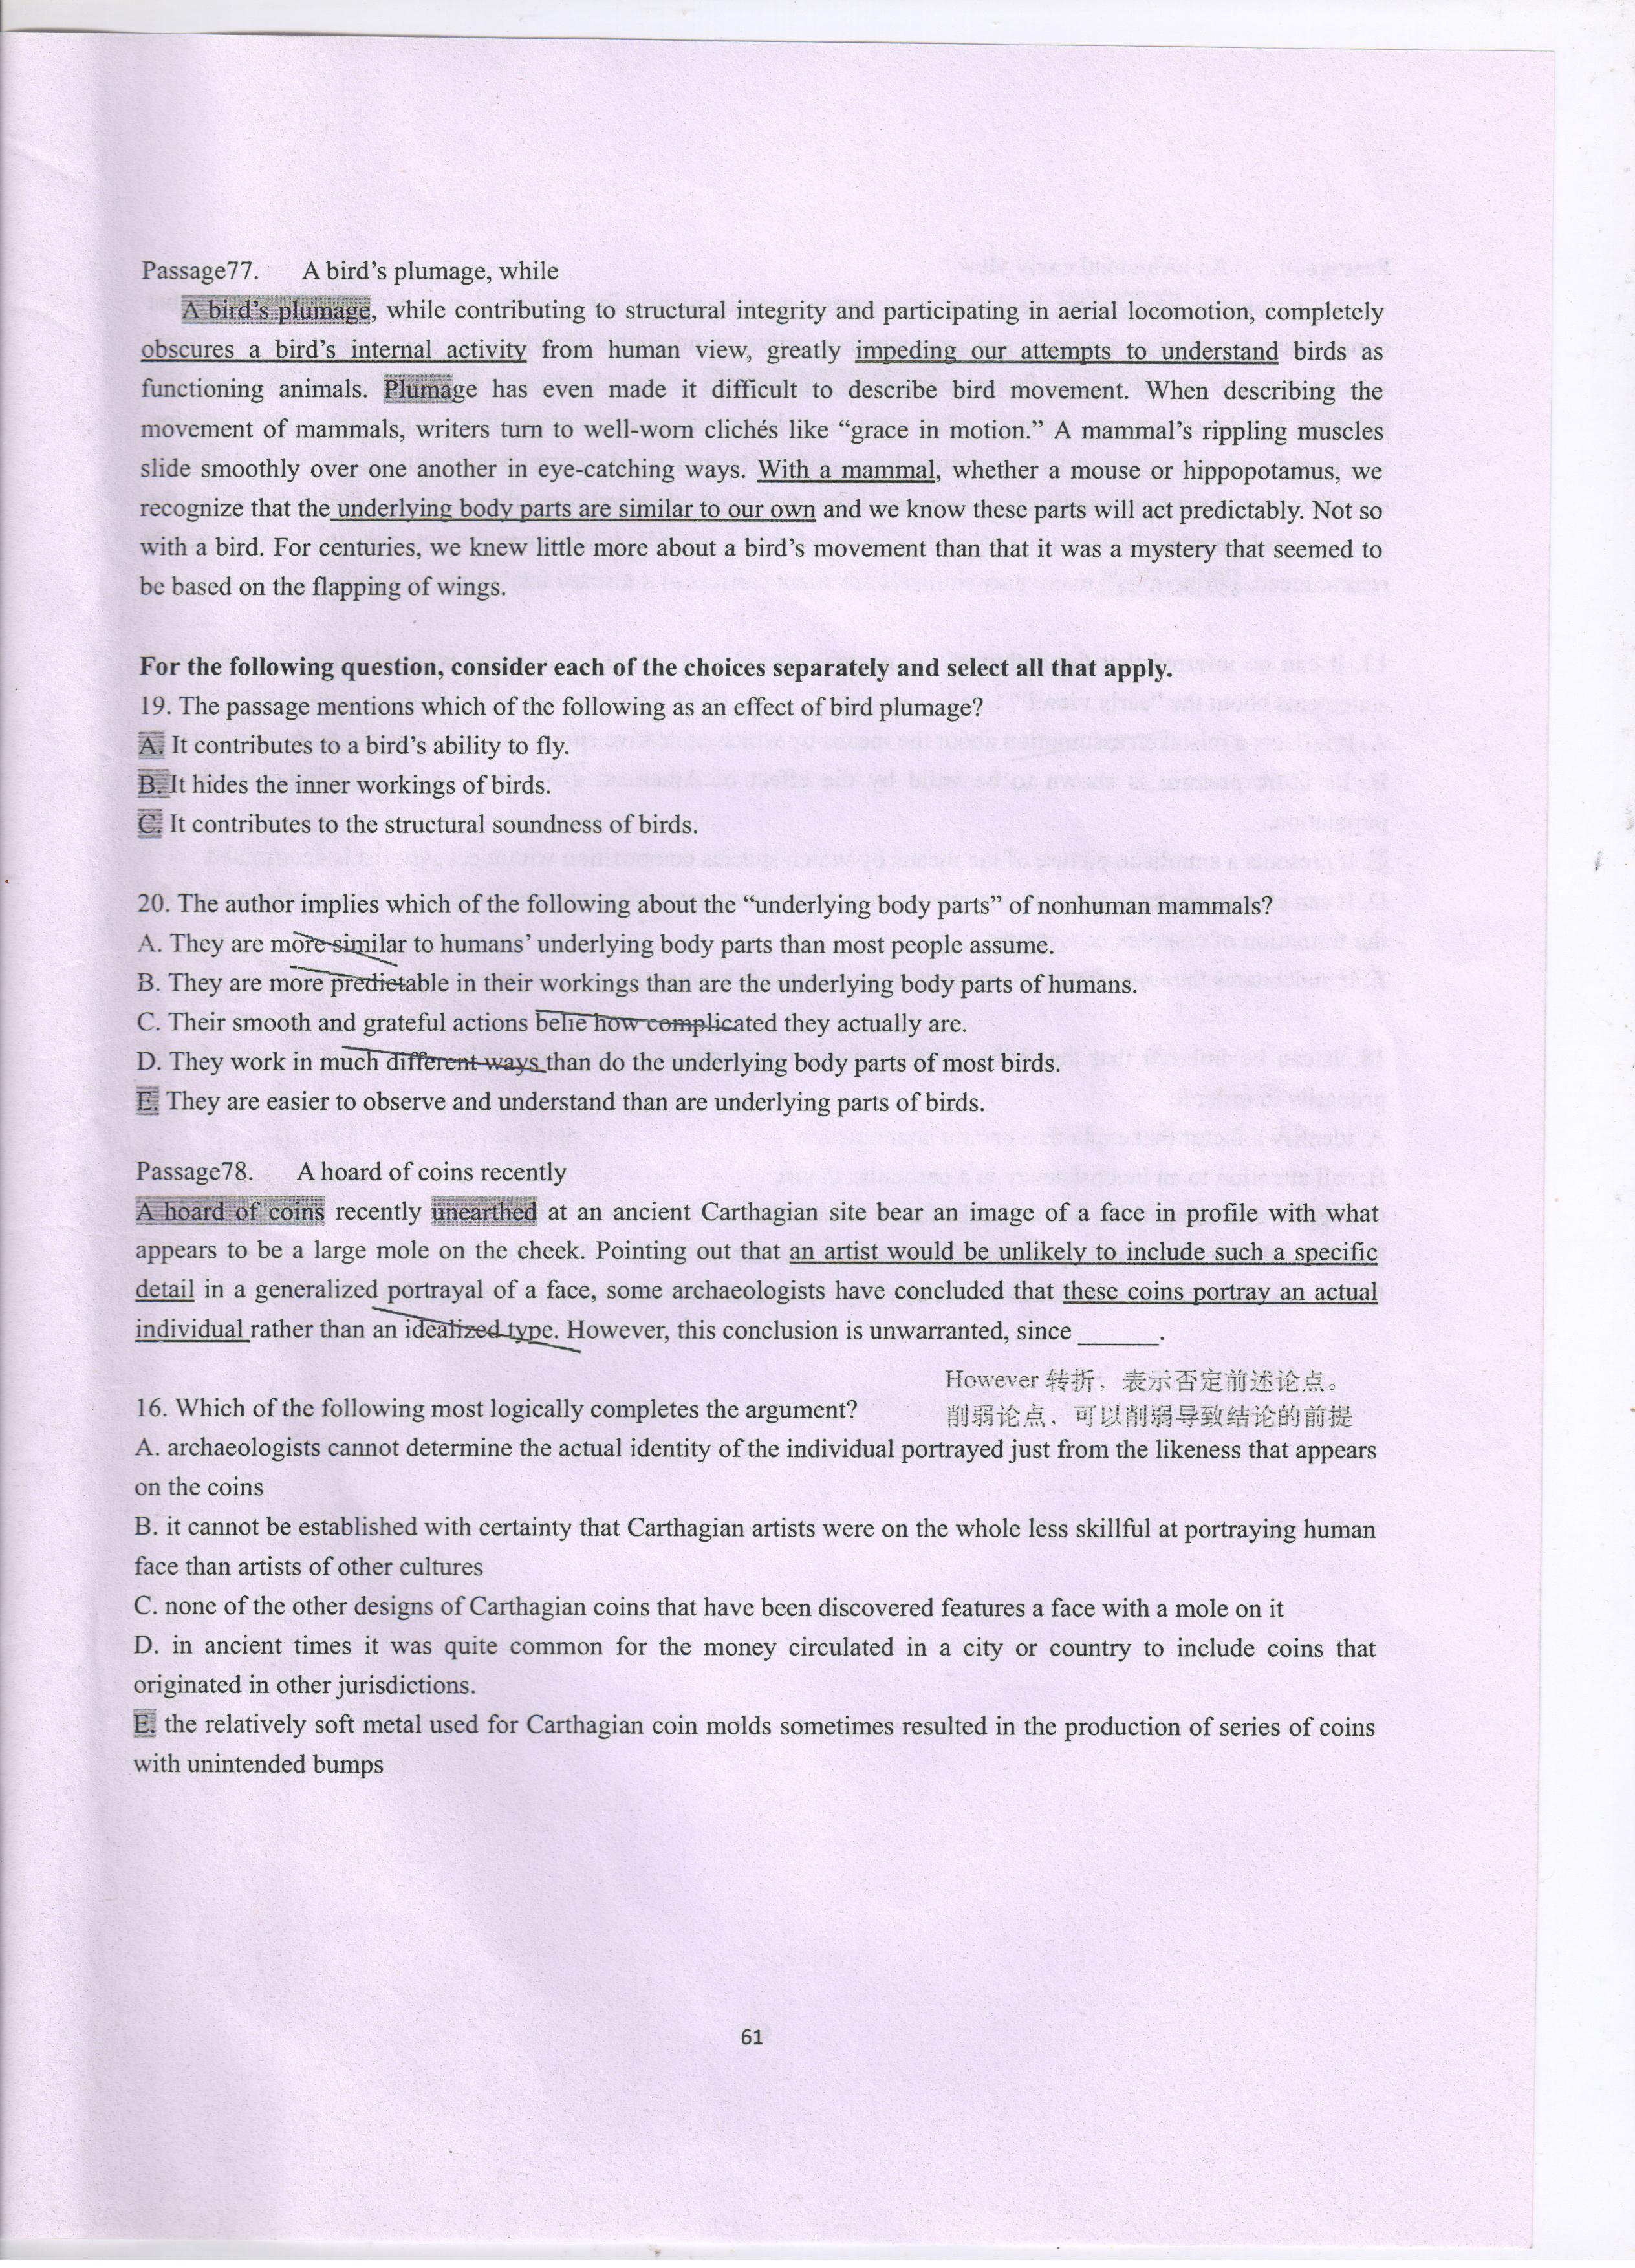 Passage77. A bird's plumage, while
A bird's plumage, while contributing to structural integrity and participating in aerial locomotion, completely
obscures a bird's internal activity from human view, greatly impeding our attempts to understand birds as
functioning animals. Plumage has even made it difficult to describe bird movement. When describing the
movement of mammals, writers turn to well-worn clichés like “grace in motion.” A mammal's rippling muscles
slide smoothly over one another in eye-catching ways. With a mammal, whether a mouse or hippopotamus, we
recognize that the underlying body parts are similar to our own and we know these parts will act predictably. Not so
with a bird. For centuries, we knew little more about a bird's movement than that it was a mystery that seemed to
be based on the flapping of wings.
For the following question, consider each of the choices separately and select all that apply.
19. The passage mentions which of the following as an effect of bird plumage?
A. It contributes to a bird's ability to fly.
B. It hides the inner workings of birds.
C. It contributes to the structural soundness of birds.
20. The author implies which of the following about the “underlying body parts” of nonhuman mammals?
A. They are more similar to humans' underlying body parts than most people assume.
B. They are more predictable in their workings than are the underlying body parts of humans.
C. Their smooth and grateful actions belie how complicated they actually are.
D. They work in much different ways than do the underlying body parts of most birds.
E. They are easier to observe and understand than are underlying parts of birds.
Passage78. A hoard of coins recently
A hoard of coins recently unearthed at an ancient Carthagian site bear an image of a face in profile with what
appears to be a large mole on the cheek. Pointing out that an artist would be unlikely to include such a specific
detail in a generalized portrayal of a face, some archaeologists have concluded that these coins portray an actual
individual rather than an idealized type. However, this conclusion is unwarranted, since ______.
However 转折，表示否定前述论点。
16. Which of the following most logically completes the argument?
削弱论点，可以削弱导致结论的前提
A. archaeologists cannot determine the actual identity of the individual portrayed just from the likeness that appears
on the coins
B. it cannot be established with certainty that Carthagian artists were on the whole less skillful at portraying human
face than artists of other cultures
C. none of the other designs of Carthagian coins that have been discovered features a face with a mole on it
D. in ancient times it was quite common for the money circulated in a city or country to include coins that
originated in other jurisdictions.
E. the relatively soft metal used for Carthagian coin molds sometimes resulted in the production of series of coins
with unintended bumps
61